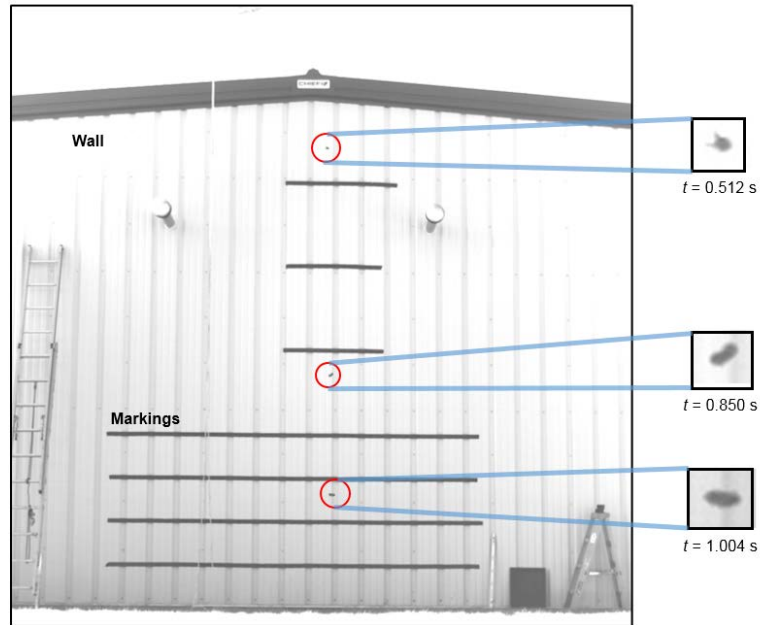 Wall
t = 0.512 s
t = 0.850 s
Markings
t = 1.004 s